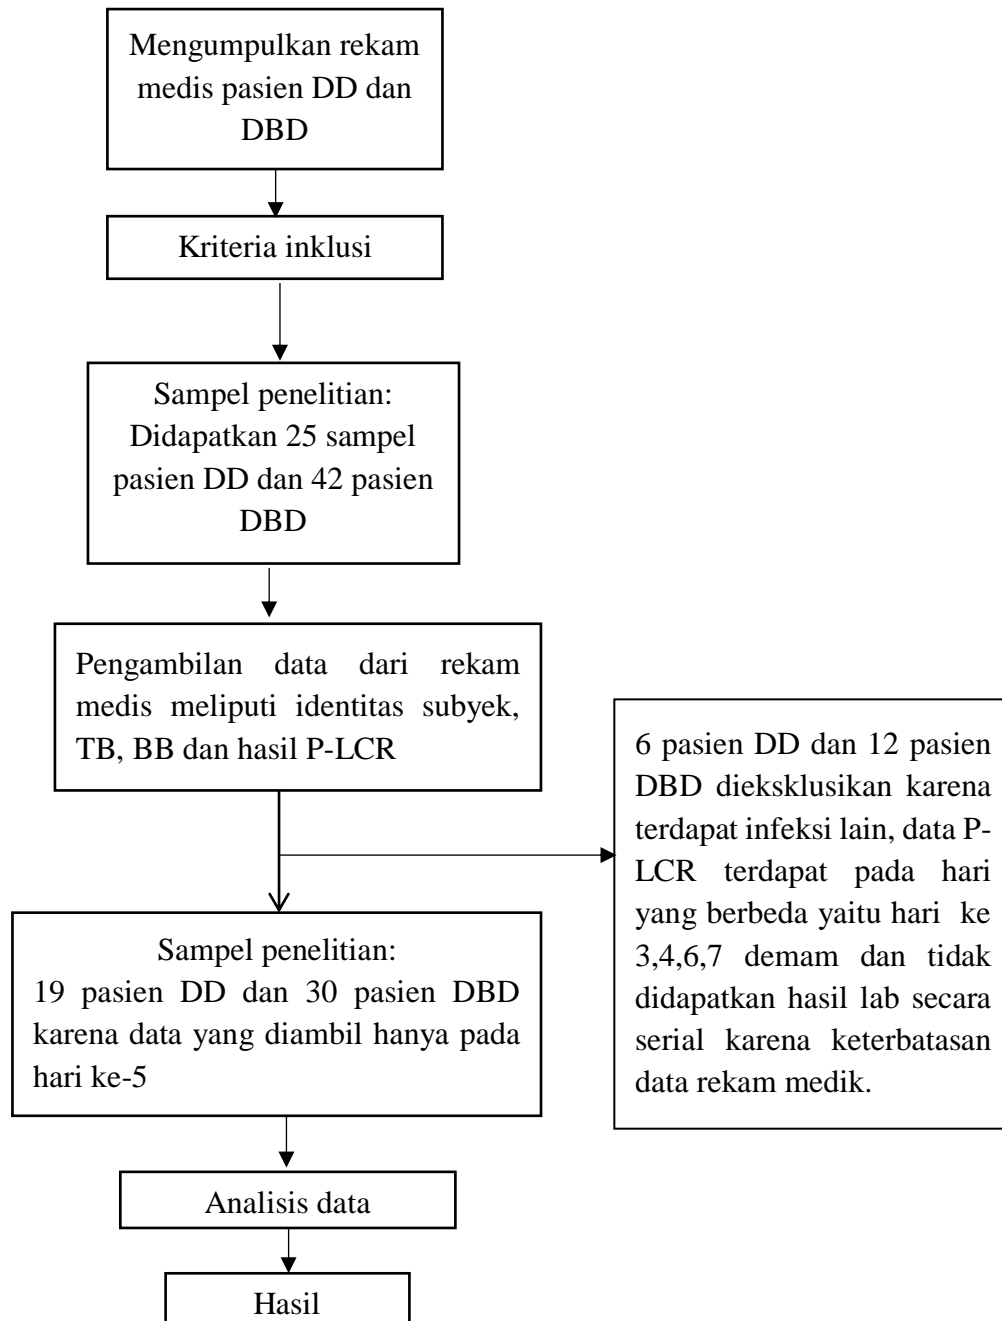 Mengumpulkan rekam
medis pasien DD dan
DBD
Kriteria inklusi
Sampel penelitian:
Didapatkan 25 sampel
pasien DD dan 42 pasien
DBD
Pengambilan data dari rekam
medis meliputi identitas subyek,
TB, BB dan hasil P-LCR
6 pasien DD dan 12 pasien
DBD dieksklusikan karena
terdapat infeksi lain, data P-
LCR terdapat pada hari
yang berbeda yaitu hari ke
3,4,6,7 demam dan tidak
didapatkan hasil lab secara
serial karena keterbatasan
data rekam medik.
Sampel penelitian:
19 pasien DD dan 30 pasien DBD
karena data yang diambil hanya pada
hari ke-5
Analisis data
Hasil